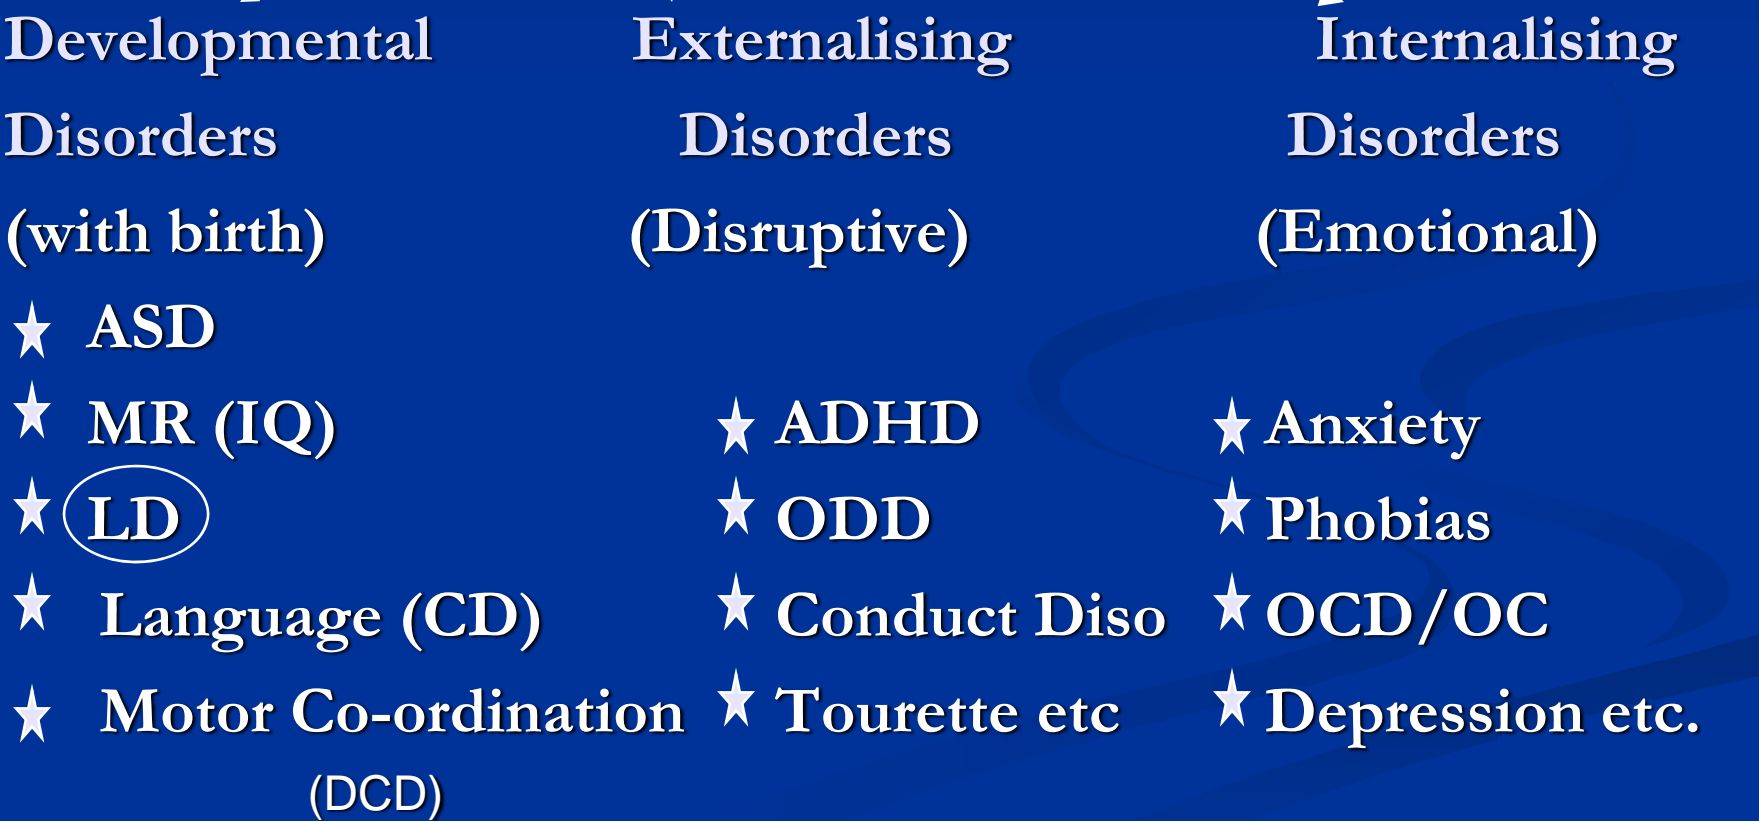 Developmental Externalising Internalising
Disorders Disorders Disorders
(with birth) (Disruptive) (Emotional)
ASD
MR (IQ) ADHD Anxiety
LD ODD Phobias
Language (CD) Conduct Diso OCD/OC
Motor Co-ordination Tourette etc Depression etc.
(DCD)